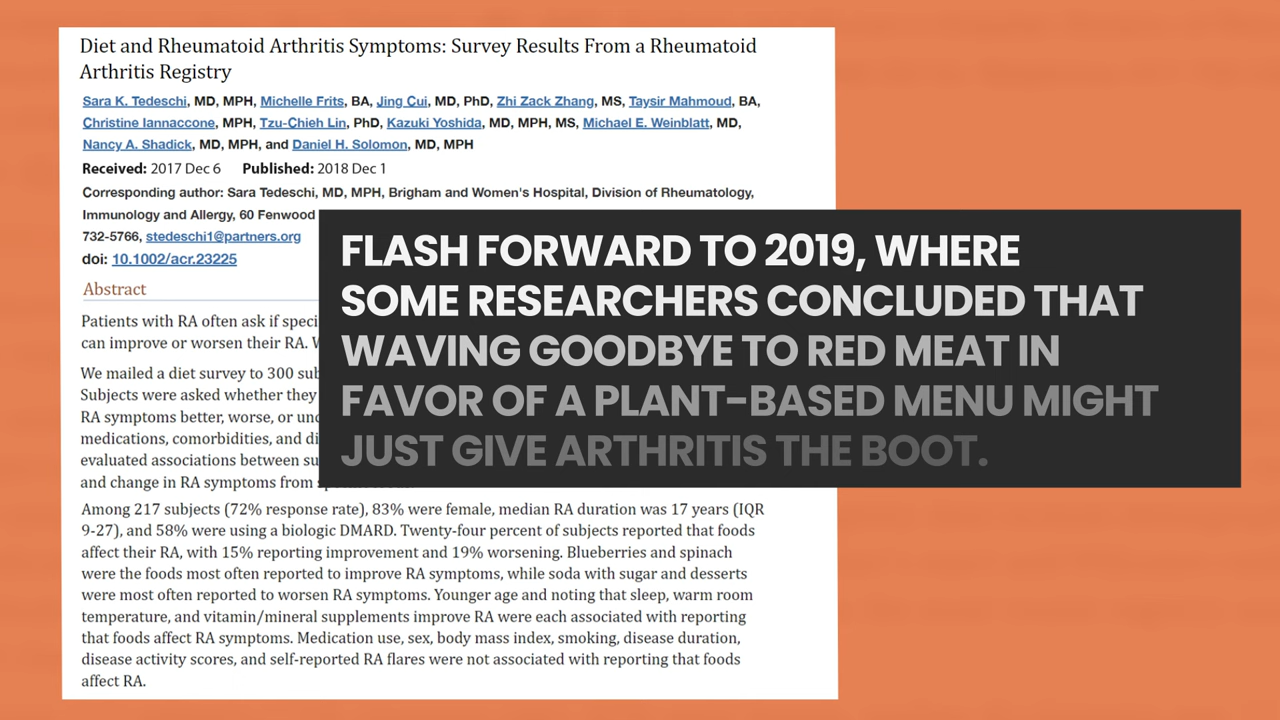 Diet and Rheumatoid Arthritis Symptoms: Survey Results From a Rheumatoid
Arthritis Registry
Sara K. Tedeschi, MD, MPH, Michelle Frits, BA, Jing Cui, MD, PhD, Zhi Zack Zhang, MS, Taysir Mahmoud, BA,
Christine Iannaccone, MPH, Tzu-Chieh Lin, PhD, Kazuki Yoshida, MD, MPH, MS, Michael E. Weinblatt, MD,
Nancy A. Shadick, MD, MPH, and Daniel H. Solomon, MD, MPH
Received: 2017 Dec 6 Published: 2018 Dec 1
Corresponding author: Sara Tedeschi, MD, MPH, Brigham and Women's Hospital, Division of Rheumatology,
Immunology and Allergy, 60 Fenwood
732-5766, stedeschi1@partners.org
doi: 10.1002/acr.23225
Abstract
Patients with RA often ask if speci
can improve or worsen their RA. W
We mailed a diet survey to 300 sub
Subjects were asked whether they
RA symptoms better, worse, or un
medications, comorbidities, and di
evaluated associations between su
and change in RA symptoms from
FLASH FORWARD TO 2019, WHERE
SOME RESEARCHERS CONCLUDED THAT
WAVING GOODBYE TO RED MEAT IN
FAVOR OF A PLANT-BASED MENU MIGHT
JUST GIVE ARTHRITIS THE BOOT.
Among 217 subjects (72% response rate), 83% were female, median RA duration was 17 years (IQR
9-27), and 58% were using a biologic DMARD. Twenty-four percent of subjects reported that foods
affect their RA, with 15% reporting improvement and 19% worsening. Blueberries and spinach
were the foods most often reported to improve RA symptoms, while soda with sugar and desserts
were most often reported to worsen RA symptoms. Younger age and noting that sleep, warm room
temperature, and vitamin/mineral supplements improve RA were each associated with reporting
that foods affect RA symptoms. Medication use, sex, body mass index, smoking, disease duration,
disease activity scores, and self-reported RA flares were not associated with reporting that foods
affect RA.